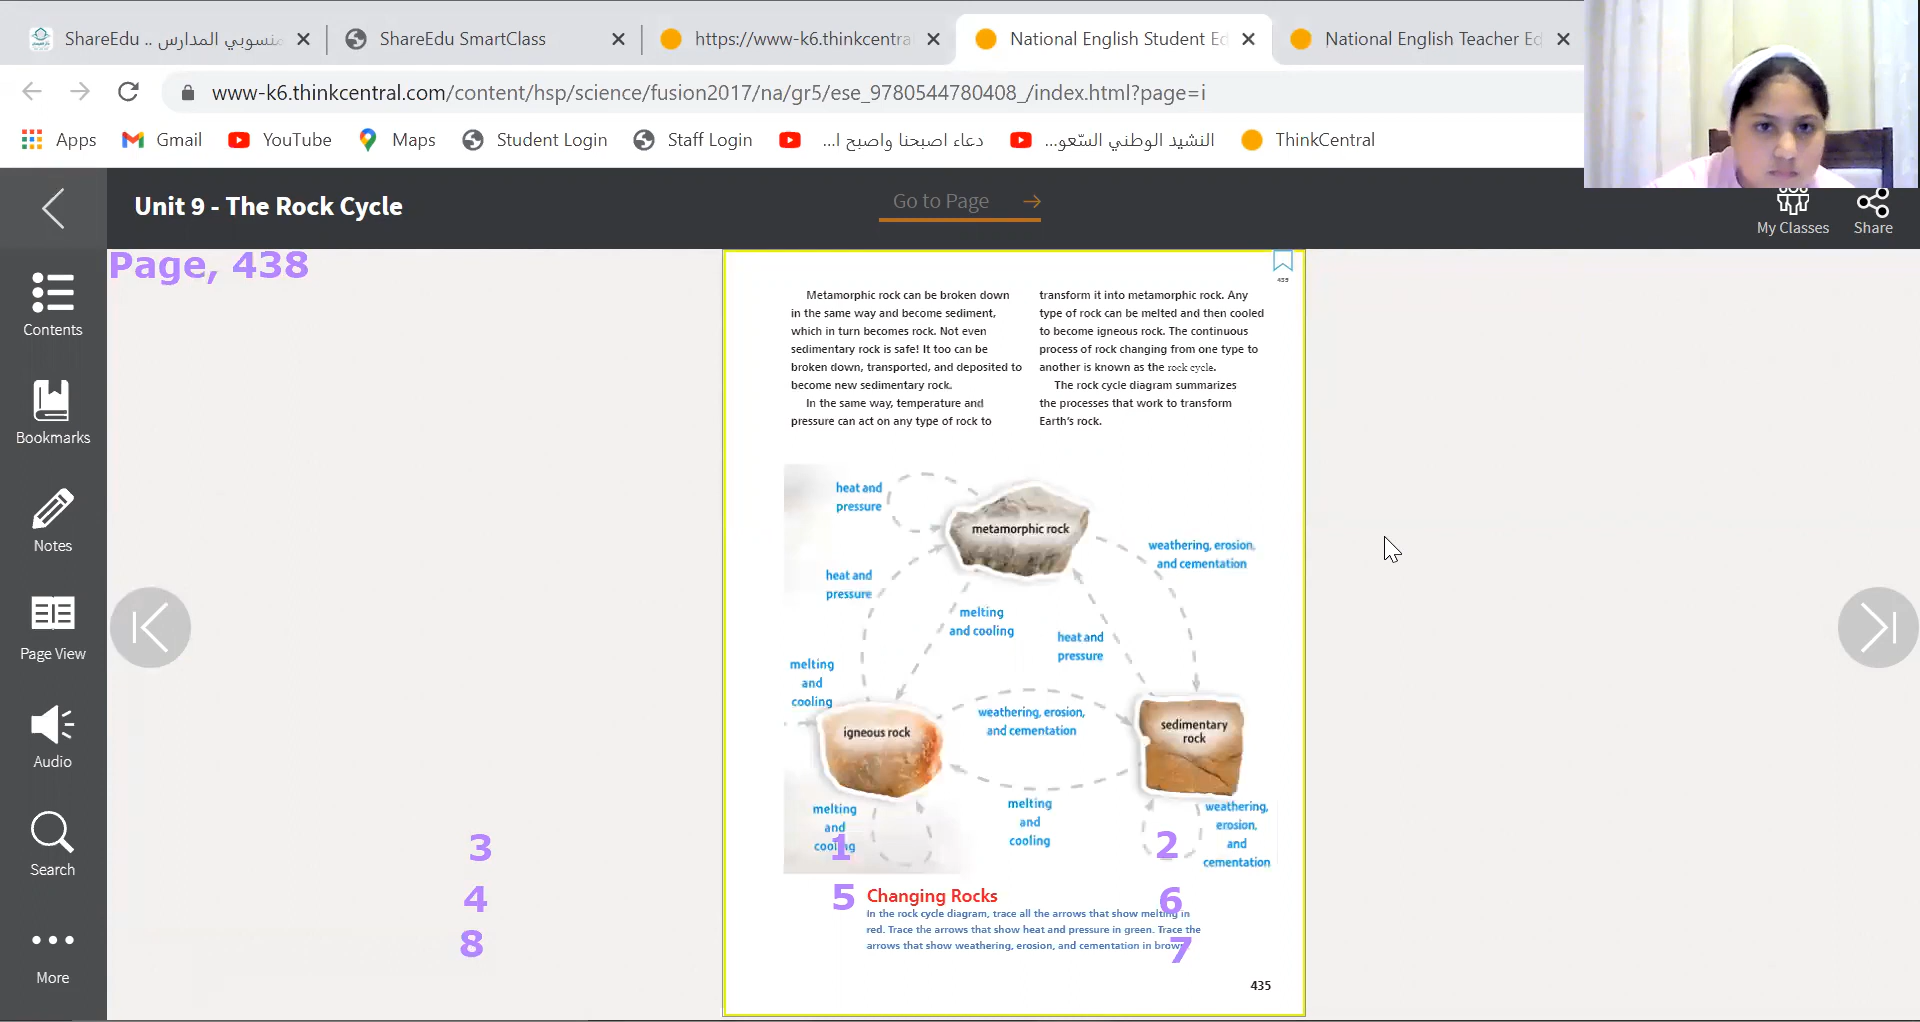 ShareEdu .. منسوبي المدارس
ShareEdu SmartClass
https://www-k6.thinkcentra
National English Student Ed
National English Teacher Ed
www-k6.thinkcentral.com/content/hsp/science/fusion2017/na/gr5/ese_9780544780408_/index.html?page=i
Apps
Gmail
YouTube
Maps
Student Login
Staff Login
دعاء اصبحنا واصبح ا...
النشيد الوطني السّعو...
ThinkCentral
Unit 9 - The Rock Cycle
Go to Page
My Classes
Share
Page, 438
Contents
Bookmarks
Notes
Page View
Audio
Search
More
Metamorphic rock can be broken down
in the same way and become sediment,
which in turn becomes rock. Not even
sedimentary rock is safe! It too can be
broken down, transported, and deposited to
become new sedimentary rock.
In the same way, temperature and
pressure can act on any type of rock to
transform it into metamorphic rock. Any
type of rock can be melted and then cooled
to become igneous rock. The continuous
process of rock changing from one type to
another is known as the rock cycle.
The rock cycle diagram summarizes
the processes that work to transform
Earth's rock.
heat and
pressure
metamorphic rock
weathering, erosion,
and cementation
heat and
pressure
melting
and cooling
heat and
pressure
melting
and
cooling
igneous rock
weathering, erosion,
and cementation
sedimentary
rock
melting
and
cooling
melting
and
cooling
weathering,
erosion,
and
cementation
3
1
2
4
5
6
8
7
Changing Rocks
In the rock cycle diagram, trace all the arrows that show melting in
red. Trace the arrows that show heat and pressure in green. Trace the
arrows that show weathering, erosion, and cementation in brown.
435